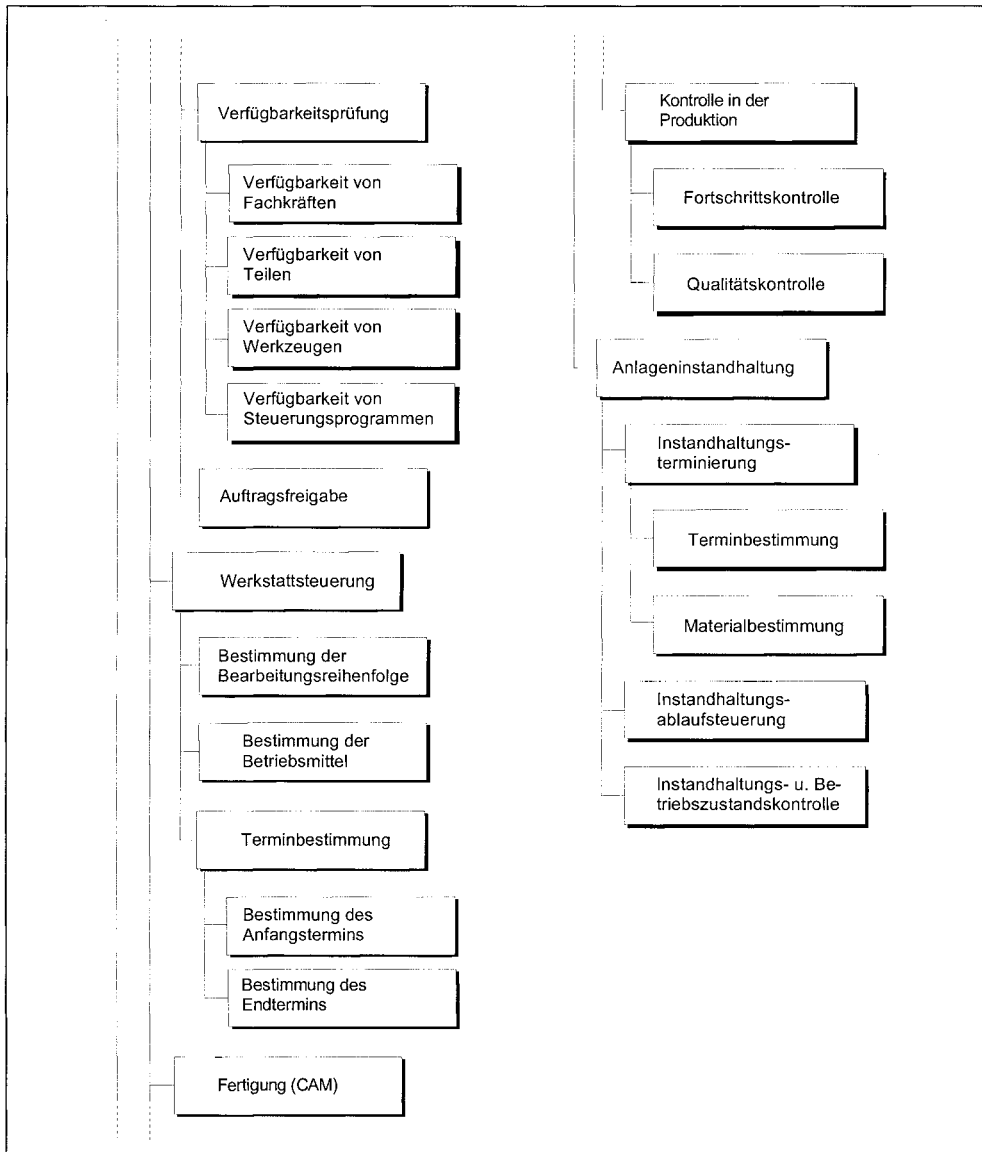 Verfügbarkeitsprüfung
Verfügbarkeit von
Fachkräften
Verfügbarkeit von
Teilen
Verfügbarkeit von
Werkzeugen
Verfügbarkeit von
Steuerungsprogrammen
Auftragsfreigabe
Werkstattsteuerung
Bestimmung der
Bearbeitungsreihenfolge
Bestimmung der
Betriebsmittel
Terminbestimmung
Bestimmung des
Anfangstermins
Bestimmung des
Endtermins
Fertigung (CAM)
Kontrolle in der
Produktion
Fortschrittskontrolle
Qualitätskontrolle
Anlageninstandhaltung
Instandhaltungs-
terminierung
Terminbestimmung
Materialbestimmung
Instandhaltungs-
ablaufsteuerung
Instandhaltungs- u. Be-
triebszustandskontrolle